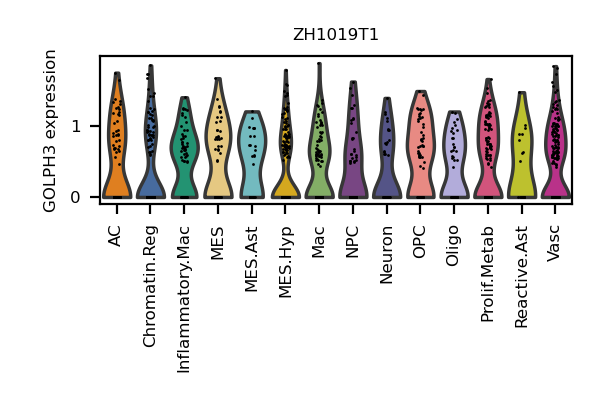 ZH1019T1
GOLPH3 expression
1
0
AC
Chromatin.Reg
Inflammatory.Mac
MES
MES.Ast
MES.Hyp
Mac
NPC
Neuron
OPC
Oligo
Prolif.Metab
Reactive.Ast
Vasc